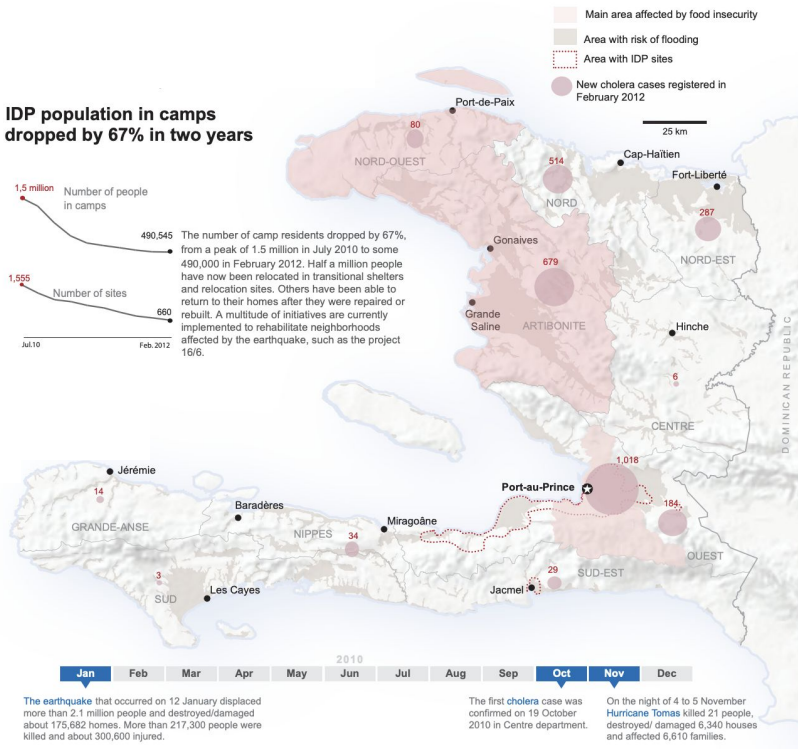 Main area affected by food insecurity
Area with risk of flooding
Area with IDP sites
New cholera cases registered in
February 2012
25 km
IDP population in camps
dropped by 67% in two years
1,5 million
Number of people
in camps
490,545
1,555
Number of sites
660
Jul.10
Feb. 2012
The number of camp residents dropped by 67%,
from a peak of 1.5 million in July 2010 to some
490,000 in February 2012. Half a million people
have now been relocated in transitional shelters
and relocation sites. Others have been able to
return to their homes after they were repaired or
rebuilt. A multitude of initiatives are currently
implemented to rehabilitate neighborhoods
affected by the earthquake, such as the project
16/6.
Port-de-Paix
80
NORD-OUEST
514
NORD
Cap-Haïtien
Fort-Liberté
287
NORD-EST
Gonaives
679
Grande
Saline
ARTIBONITE
Hinche
6
CENTRE
DOMINICAN REPUBLIC
1,018
Port-au-Prince
184
OUEST
Jérémie
14
GRANDE-ANSE
Baradères
NIPPES
34
Miragoâne
3
SUD
Les Cayes
29
SUD-EST
Jacmel
2010
Jan
Feb
Mar
Apr
May
Jun
Jul
Aug
Sep
Oct
Nov
Dec
The earthquake that occurred on 12 January displaced
more than 2.1 million people and destroyed/damaged
about 175,682 homes. More than 217,300 people were
killed and about 300,600 injured.
The first cholera case was
confirmed on 19 October
2010 in Centre department.
On the night of 4 to 5 November
Hurricane Tomas killed 21 people,
destroyed/ damaged 6,340 houses
and affected 6,610 families.